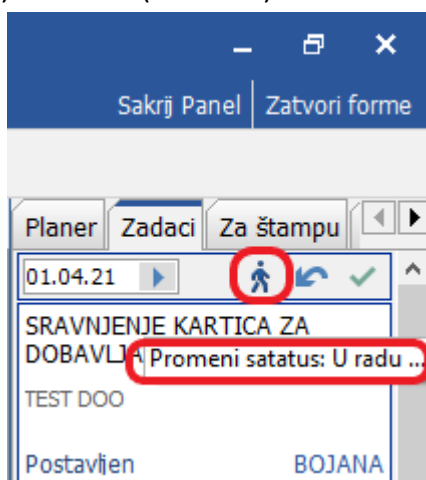 Sakrij Panel Zatvori forme
Planer Zadaci Za štampu
01.04.21
SRAVNJENJE KARTICA ZA
DOBAVLJA
Promeni satatus: U radu ...
TEST DOO
Postavljen BOJANA